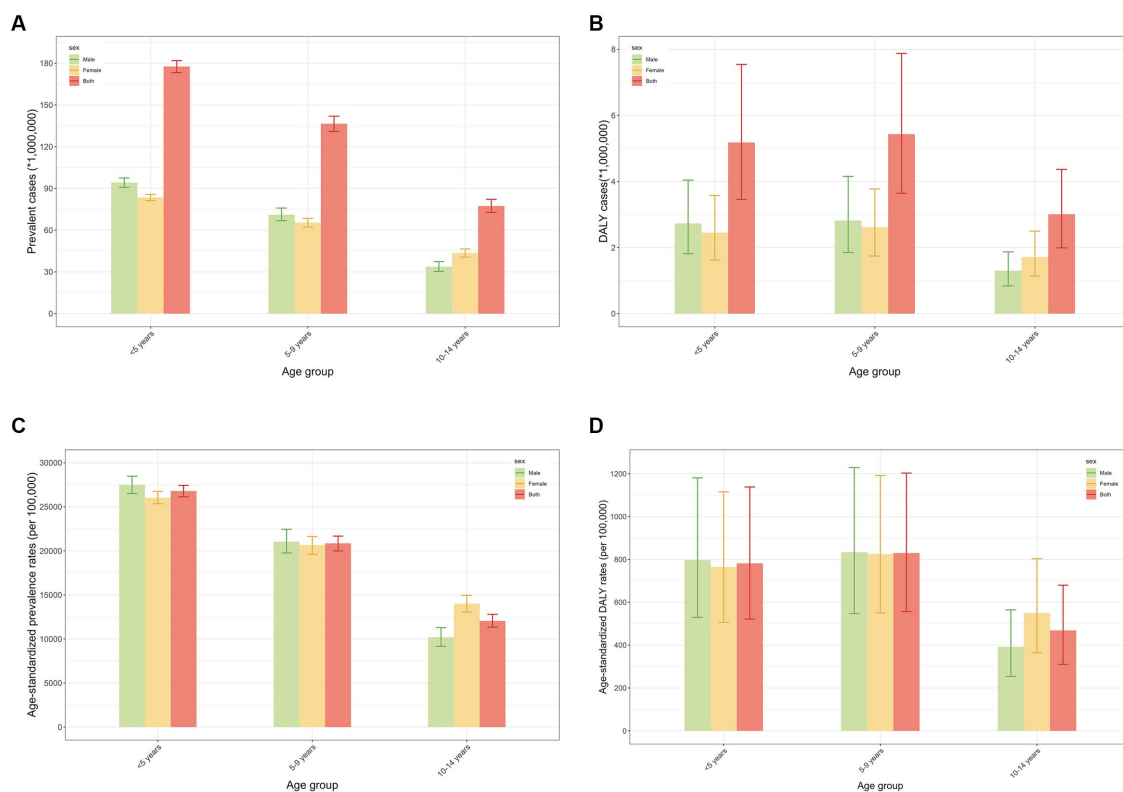 A
sex
Male
Female
Both
Prevalent cases (*1,000,000)
180
150
120
90
60
30
0
<5 years
5-9 years
10-14 years
Age group
B
sex
Male
Female
Both
DALY cases(*1,000,000)
8
6
4
2
0
<5 years
5-9 years
10-14 years
Age group
C
sex
Male
Female
Both
Age-standardized prevalence rates (per 100,000)
30000
25000
20000
15000
10000
5000
0
<5 years
5-9 years
10-14 years
Age group
D
sex
Male
Female
Both
Age-standardized DALY rates (per 100,000)
1200
1000
800
600
400
200
0
<5 years
5-9 years
10-14 years
Age group